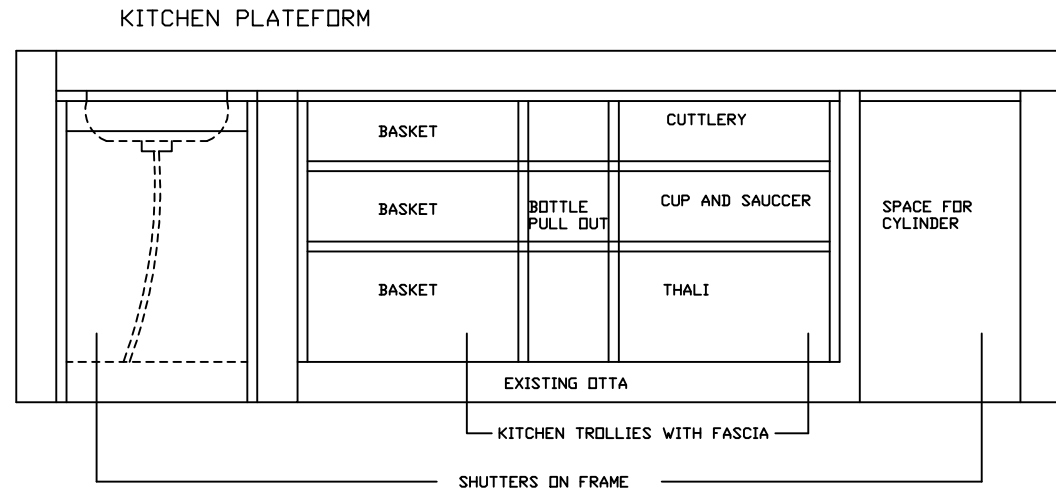 KITCHEN PLATEFORM
BASKET
CUTTLERY
BASKET
BOTTLE
PULL OUT
CUP AND SAUCCER
SPACE FOR
CYLINDER
BASKET
THALI
EXISTING OTTA
KITCHEN TROLLIES WITH FASCIA
SHUTTERS ON FRAME